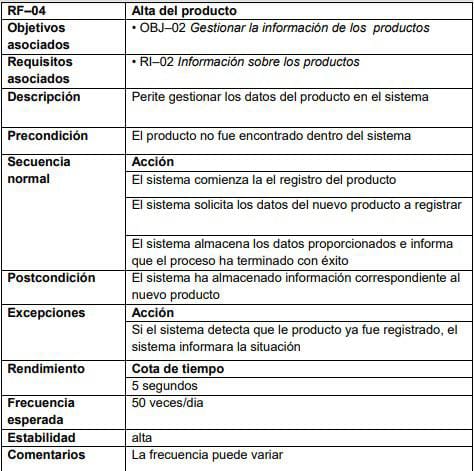 RF–04 Alta del producto
Objetivos asociados • OBJ–02 Gestionar la información de los productos
Requisitos asociados • RI–02 Información sobre los productos
Descripción Perite gestionar los datos del producto en el sistema
Precondición El producto no fue encontrado dentro del sistema
Secuencia normal Acción
El sistema comienza la el registro del producto
El sistema solicita los datos del nuevo producto a registrar
El sistema almacena los datos proporcionados e informa
que el proceso ha terminado con éxito
Postcondición El sistema ha almacenado información correspondiente al
nuevo producto
Excepciones Acción
Si el sistema detecta que le producto ya fue registrado, el
sistema informara la situación
Rendimiento Cota de tiempo
5 segundos
Frecuencia esperada 50 veces/dia
Estabilidad alta
Comentarios La frecuencia puede variar